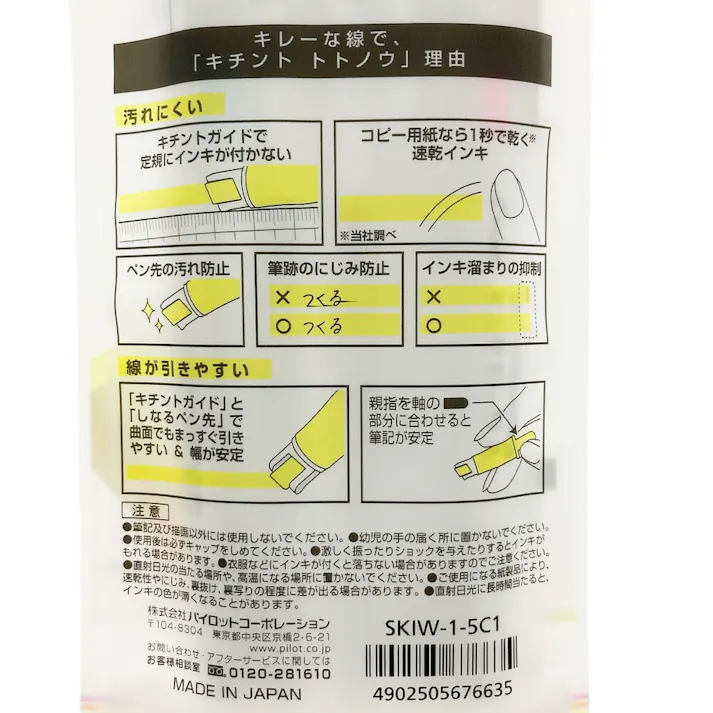 キレーな線で、
「キチント トトノウ」理由
汚れにくい
キチントガイドで
定規にインキが付かない
コピー用紙なら1秒で乾く※
速乾インキ
※当社調べ
ペン先の汚れ防止
筆跡のにじみ防止
× つくる
○ つくる
インキ溜まりの抑制
×
○
線が引きやすい
「キチントガイド」と
「しなるペン先」で
曲面でもまっすぐ引き
やすい & 幅が安定
親指を軸の
部分に合わせると
筆記が安定
注意
●筆記及び描画以外には使用しないでください。●幼児の手の届く所に置かないでください。
●使用後は必ずキャップをしめてください。●激しく振ったりショックを与えたりするとインキが
もれる場合があります。●衣服などにインキが付くと落ちない場合がありますのでご注意ください。
●直射日光の当たる場所や、高温になる場所に置かないでください。●ご使用になる紙製品により、
速乾性やにじみ、裏抜け、裏写りの程度に差が出る場合があります。●直射日光に長時間当たると、
インキの色が薄くなることがあります。
株式会社パイロットコーポレーション
〒104-8304 東京都中央区京橋2-6-21
www.pilot.co.jp
お問い合わせ・アフターサービスに関しては
お客様相談室 0120-281610
MADE IN JAPAN
SKIW-1-5C1
4902505676635